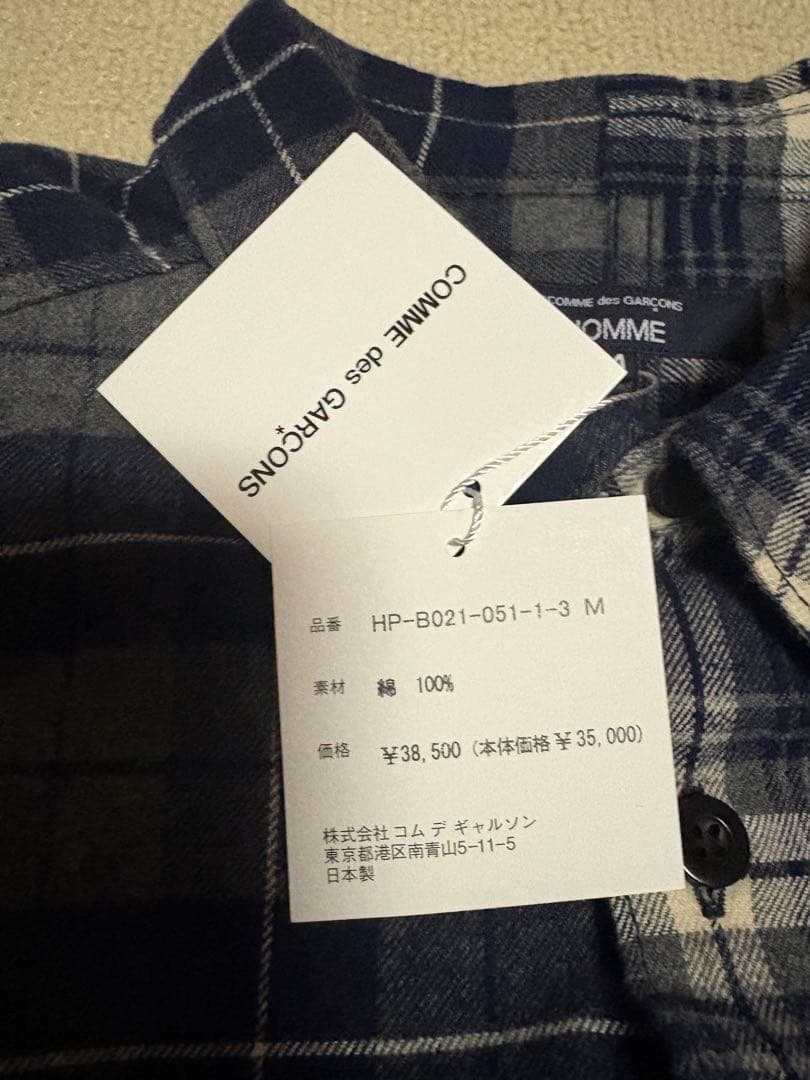 COMME des GARÇONS
COMME des GARÇONS
HOMME
品番 HP-B021-051-1-3 M
素材 綿 100%
価格 ¥38,500 (本体価格¥35,000)
株式会社 コム デ ギャルソン
東京都港区南青山5-11-5
日本製